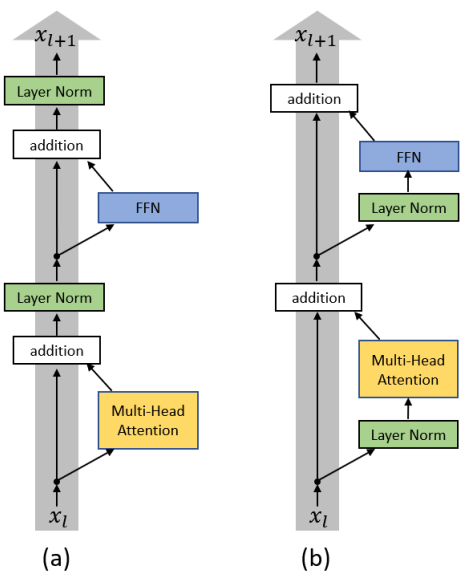 x_{l+1}
Layer Norm
addition
FFN
Layer Norm
addition
Multi-Head
Attention
x_l
(a)
x_{l+1}
addition
FFN
Layer Norm
addition
Multi-Head
Attention
Layer Norm
x_l
(b)